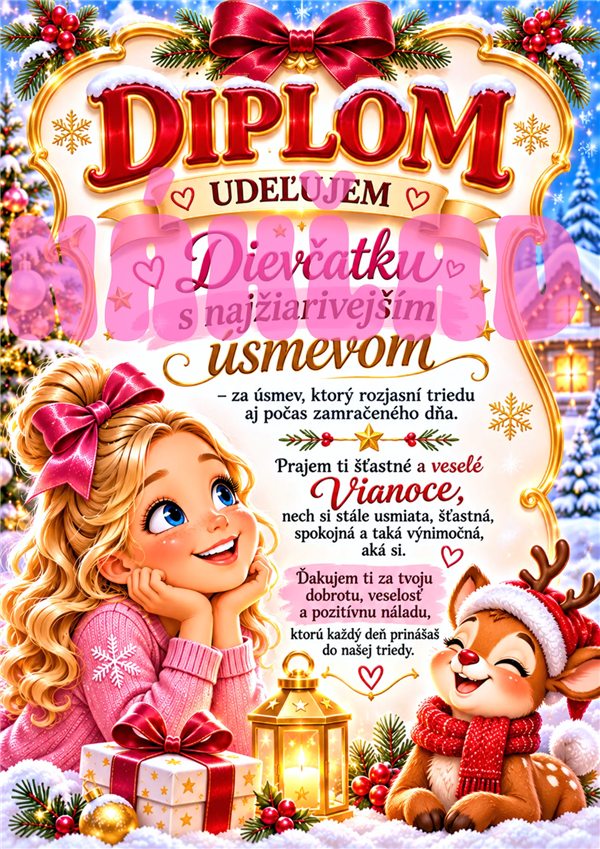 DIPLOM
UDEĽUJEM
Dievčatku
s najžiarivejším
úsmevom
– za úsmev, ktorý rozjasní triedu
aj počas zamračeného dňa.
Prajem ti šťastné a veselé
Vianoce,
nech si stále usmiata, šťastná,
spokojná a taká výnimočná,
aká si.
Ďakujem ti za tvoju
dobrotu, veselosť
a pozitívnu náladu,
ktorú každý deň prinášaš
do našej triedy.